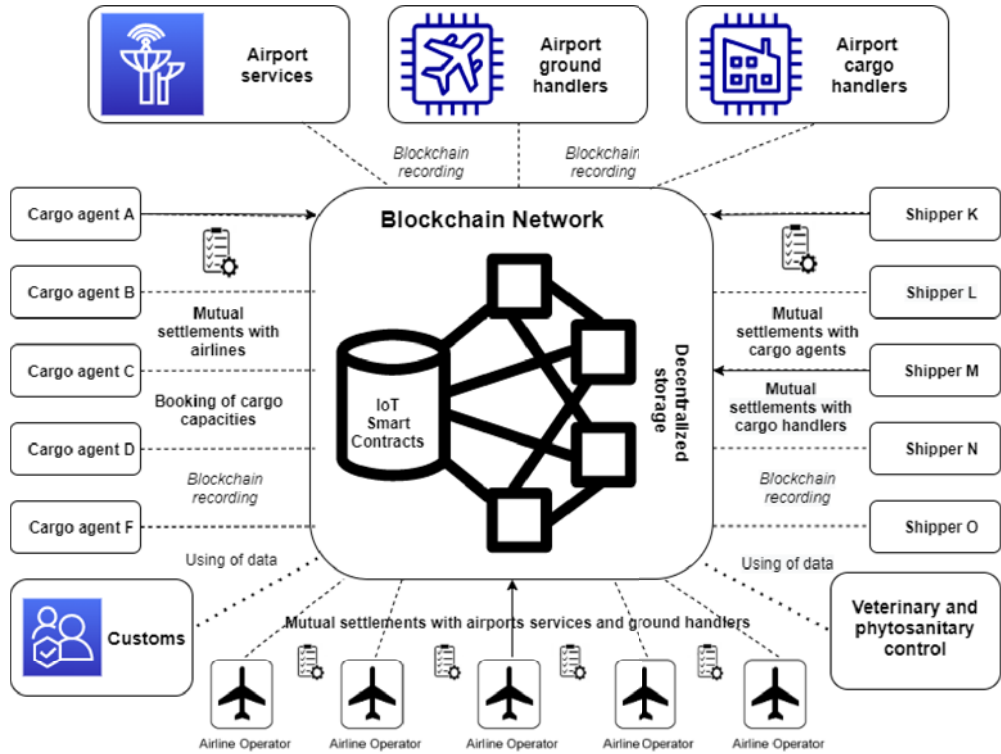 Airport
services
Airport
ground
handlers
Airport
cargo
handlers
Blockchain
recording
Blockchain
recording
Cargo agent A
Blockchain Network
Shipper K
Cargo agent B
Shipper L
Mutual
settlements with
airlines
Mutual
settlements with
cargo agents
Cargo agent C
Shipper M
Booking of cargo
capacities
IoT
Smart
Contracts
Decentralized
storage
Mutual
settlements with
cargo handlers
Cargo agent D
Shipper N
Blockchain
recording
Blockchain
recording
Cargo agent F
Shipper O
Using of data
Using of data
Customs
Mutual settlements with airports services and ground handlers
Veterinary and
phytosanitary
control
Airline Operator
Airline Operator
Airline Operator
Airline Operator
Airline Operator